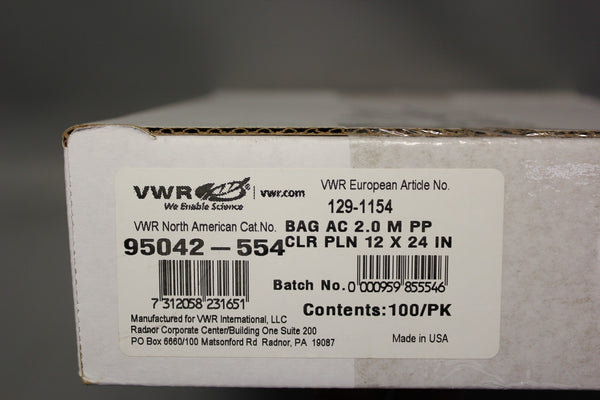 VWR® | vwr.com
We Enable Science
VWR European Article No.
129-1154
VWR North American Cat.No.
BAG AC 2.0 M PP
95042-554
CLR PLN 12 X 24 IN
Batch No. 0 000959 855546
7 312058 231651
Contents:100/PK
Manufactured for VWR International, LLC
Radnor Corporate Center/Building One Suite 200
PO Box 6660/100 Matsonford Rd Radnor, PA 19087
Made in USA